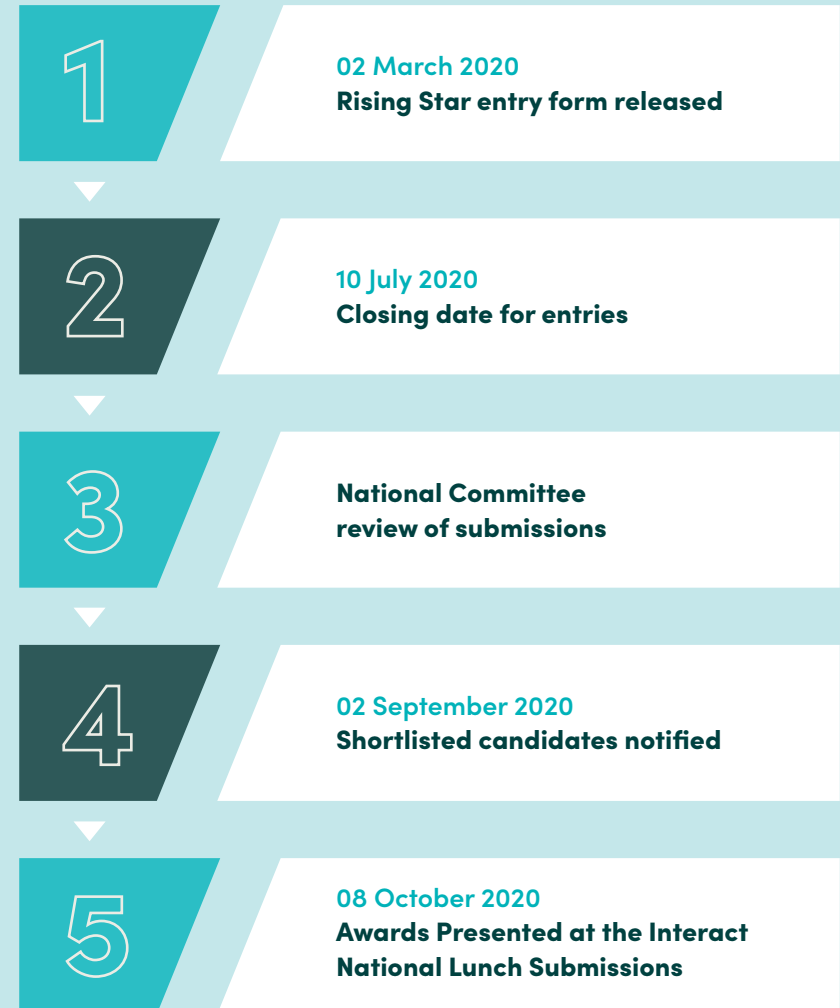 1
02 March 2020
Rising Star entry form released
2
10 July 2020
Closing date for entries
3
National Committee
review of submissions
4
02 September 2020
Shortlisted candidates notified
5
08 October 2020
Awards Presented at the Interact
National Lunch Submissions